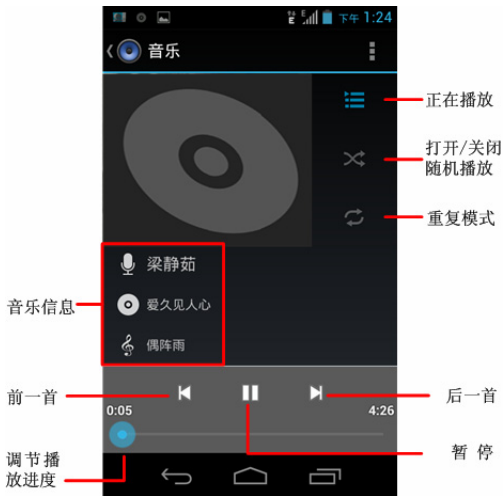 E E 下午 1:24
音乐
正在播放
打开/关闭
随机播放
重复模式
梁静茹
音乐信息
爱久见人心
偶阵雨
前一首
后一首
0:05
4:26
暂停
调节播
放进度